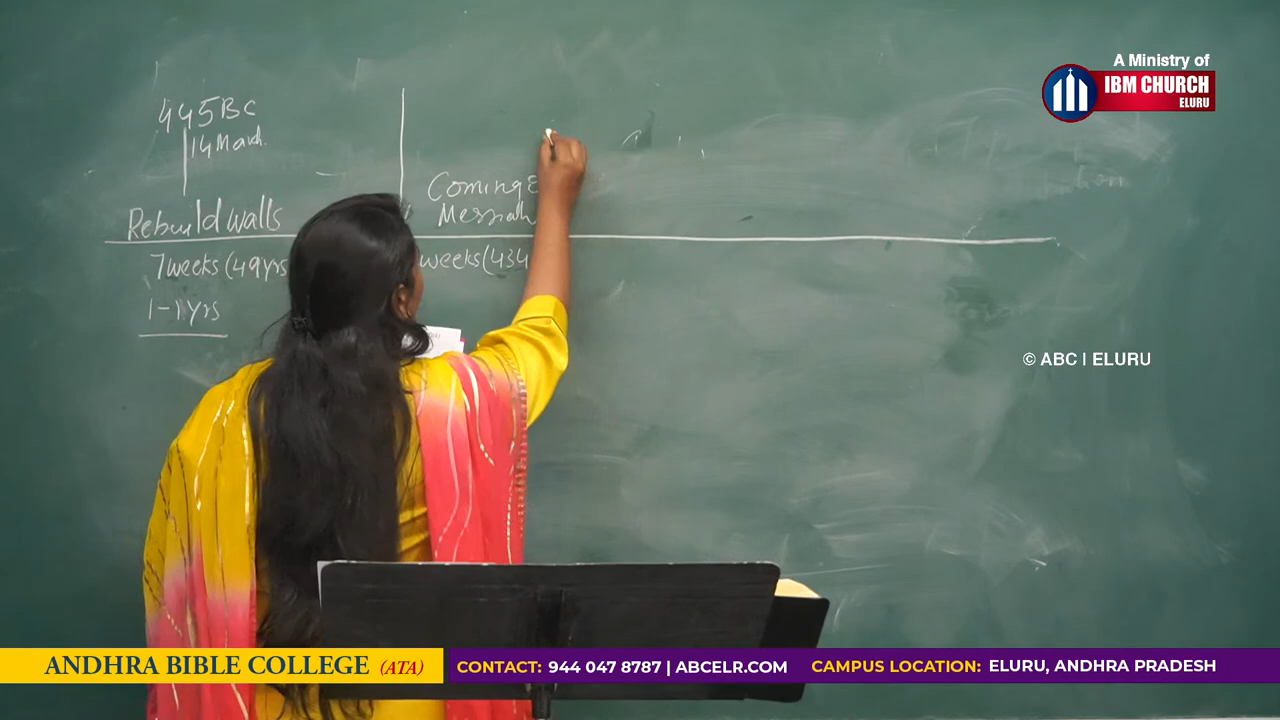 A Ministry of
IBM CHURCH
ELURU
445BC
14 March
Coming
Messiah
Rebuild walls
7weeks (49yrs
weeks(434
1-1yrs
© ABC | ELURU
ANDHRA BIBLE COLLEGE (ATA)
CONTACT: 944 047 8787 | ABCELR.COM
CAMPUS LOCATION: ELURU, ANDHRA PRADESH